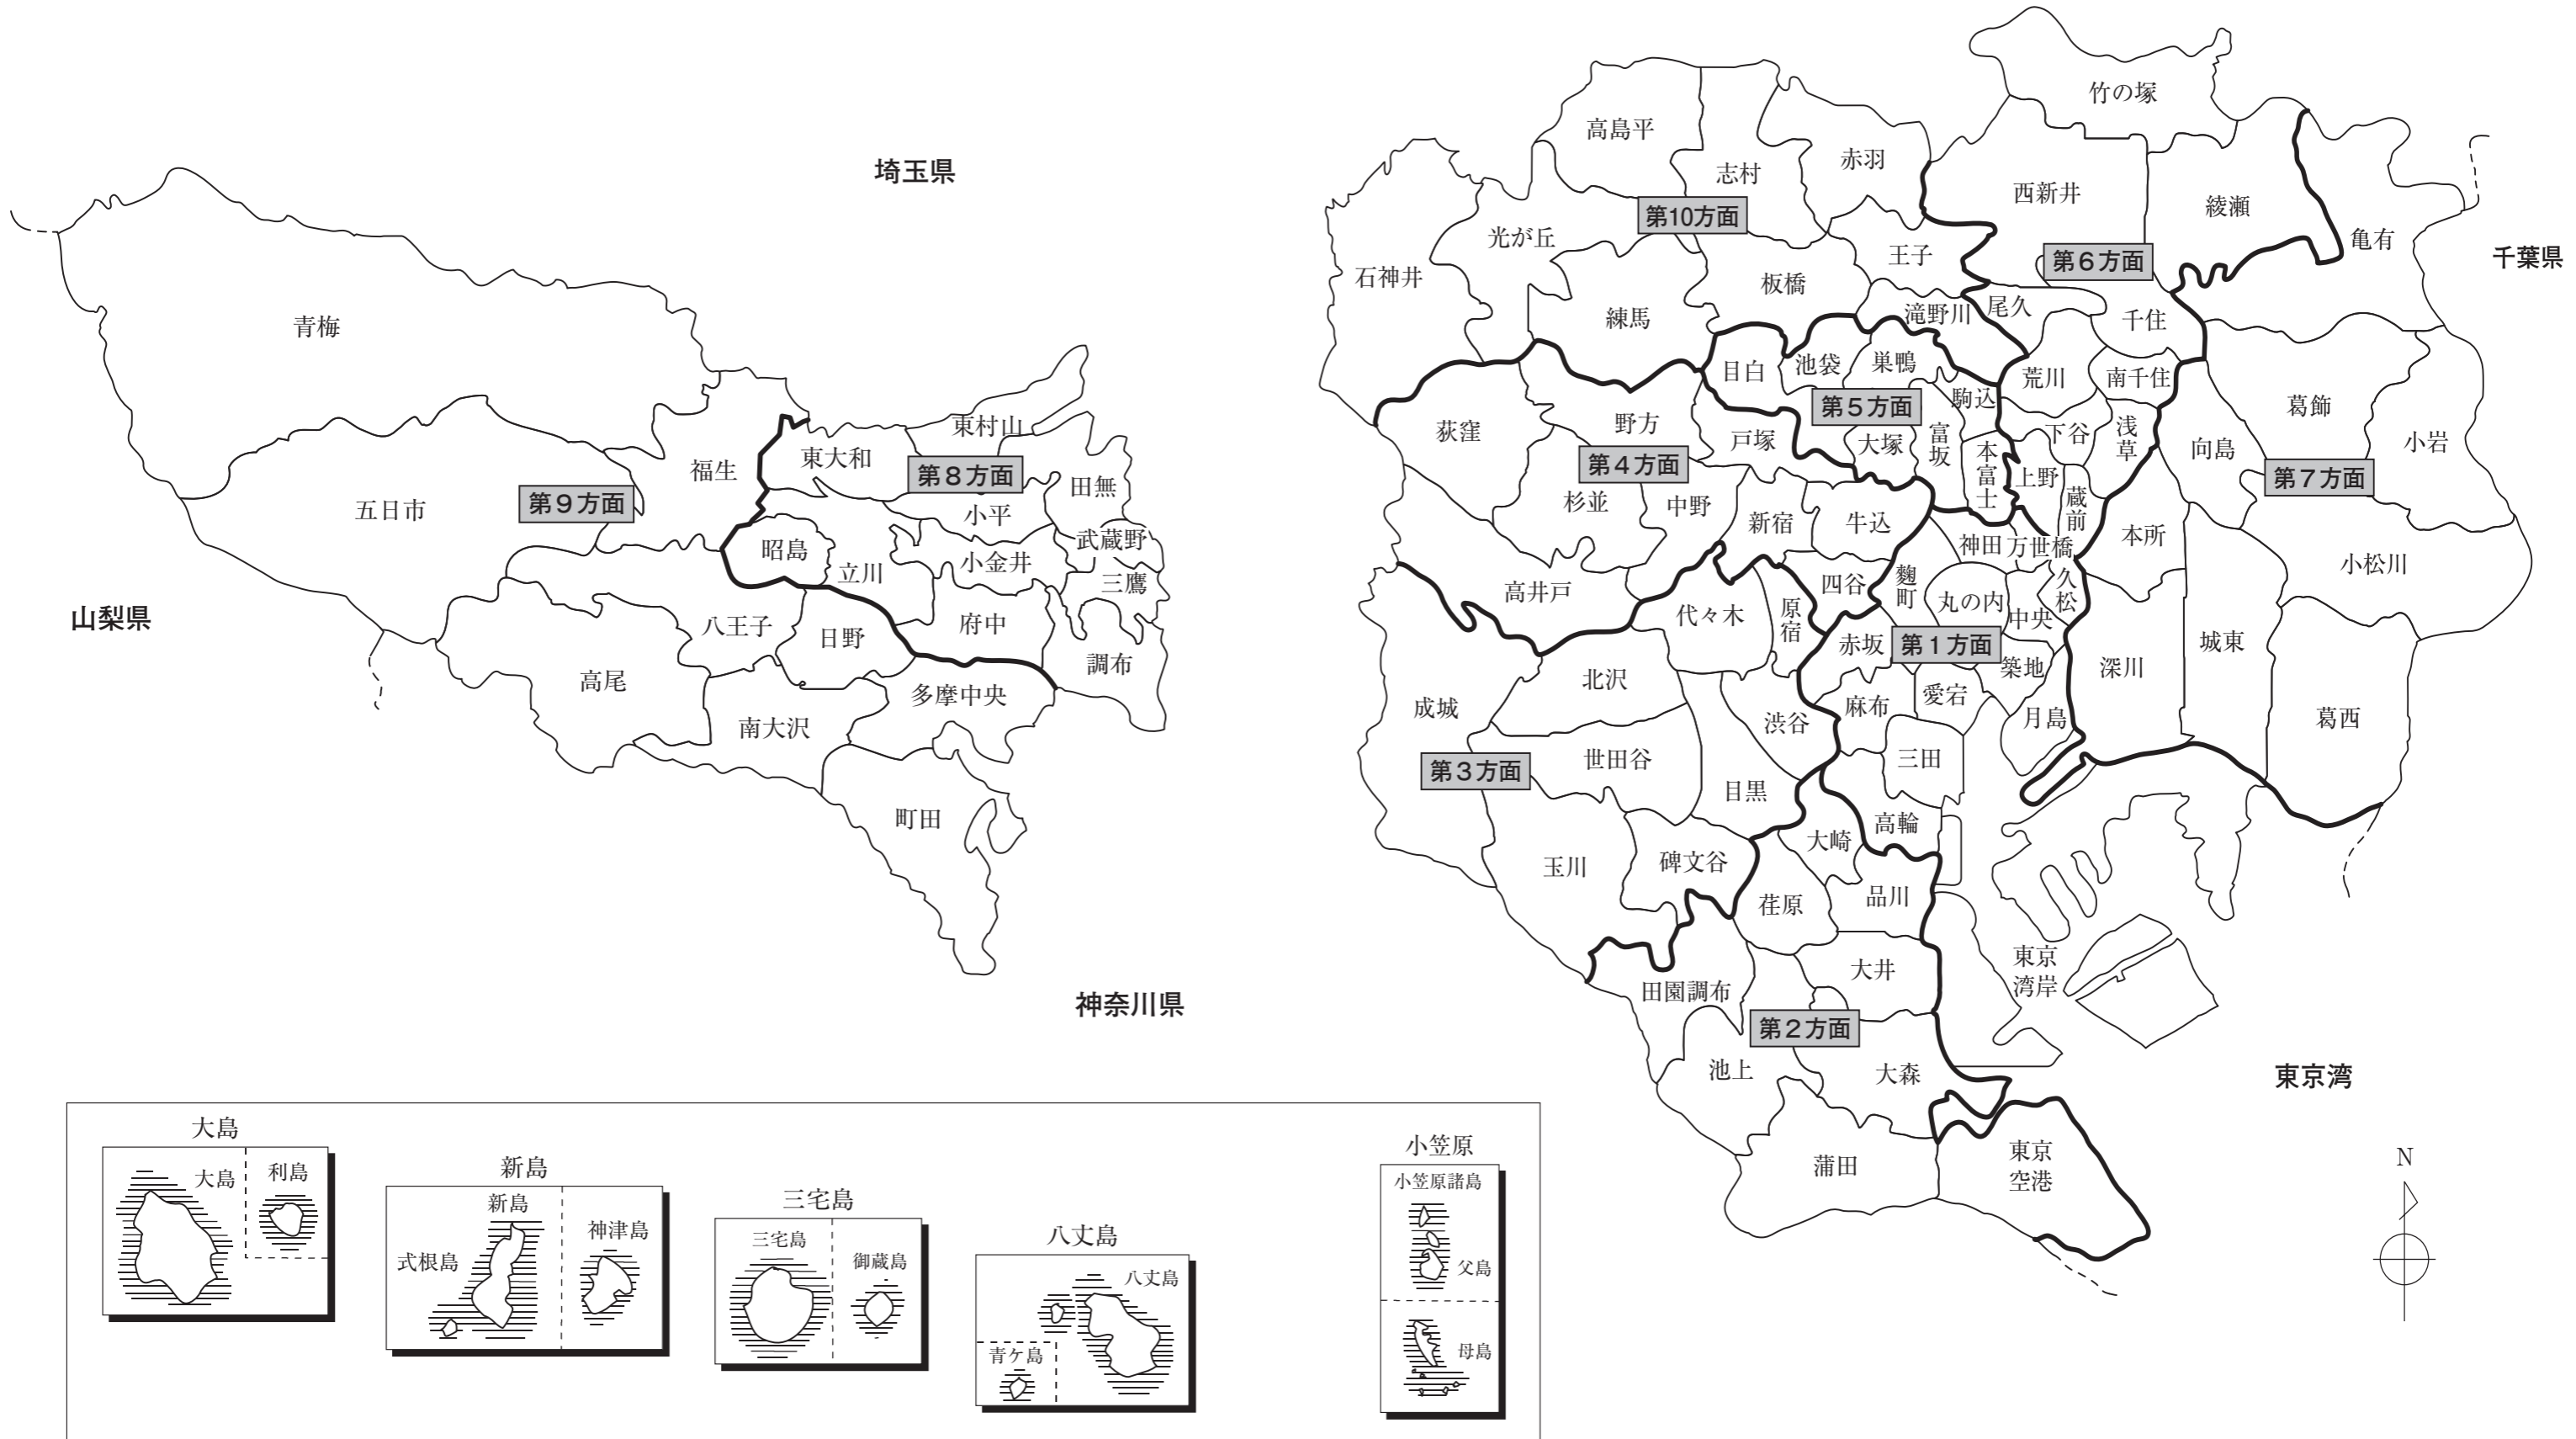 埼玉県
山梨県
神奈川県
青梅
五日市
第9方面
福生
東大和
東村山
第8方面
田無
小平
昭島
立川
小金井
武蔵野
三鷹
八王子
日野
府中
調布
高尾
南大沢
多摩中央
町田
竹の塚
高島平
志村
赤羽
西新井
綾瀬
亀有
千葉県
第10方面
光が丘
石神井
王子
第6方面
板橋
練馬
滝野川
尾久
千住
目白
池袋
巣鴨
荒川
南千住
第5方面
駒込
葛飾
荻窪
野方
戸塚
大塚
富坂
本富士
下谷
浅草
向島
小岩
第4方面
上野
第7方面
杉並
中野
新宿
牛込
蔵前
本所
神田
万世橋
小松川
高井戸
四谷
麴町
丸の内
久松
代々木
原宿
中央
赤坂
第1方面
城東
北沢
築地
深川
成城
渋谷
麻布
愛宕
月島
葛西
第3方面
世田谷
三田
目黒
大崎
高輪
玉川
碑文谷
荏原
品川
東京
湾岸
大井
田園調布
第2方面
池上
大森
東京湾
蒲田
東京
空港
N
大島
大島
利島
新島
新島
式根島
神津島
三宅島
三宅島
御蔵島
八丈島
八丈島
青ケ島
小笠原
小笠原諸島
父島
母島